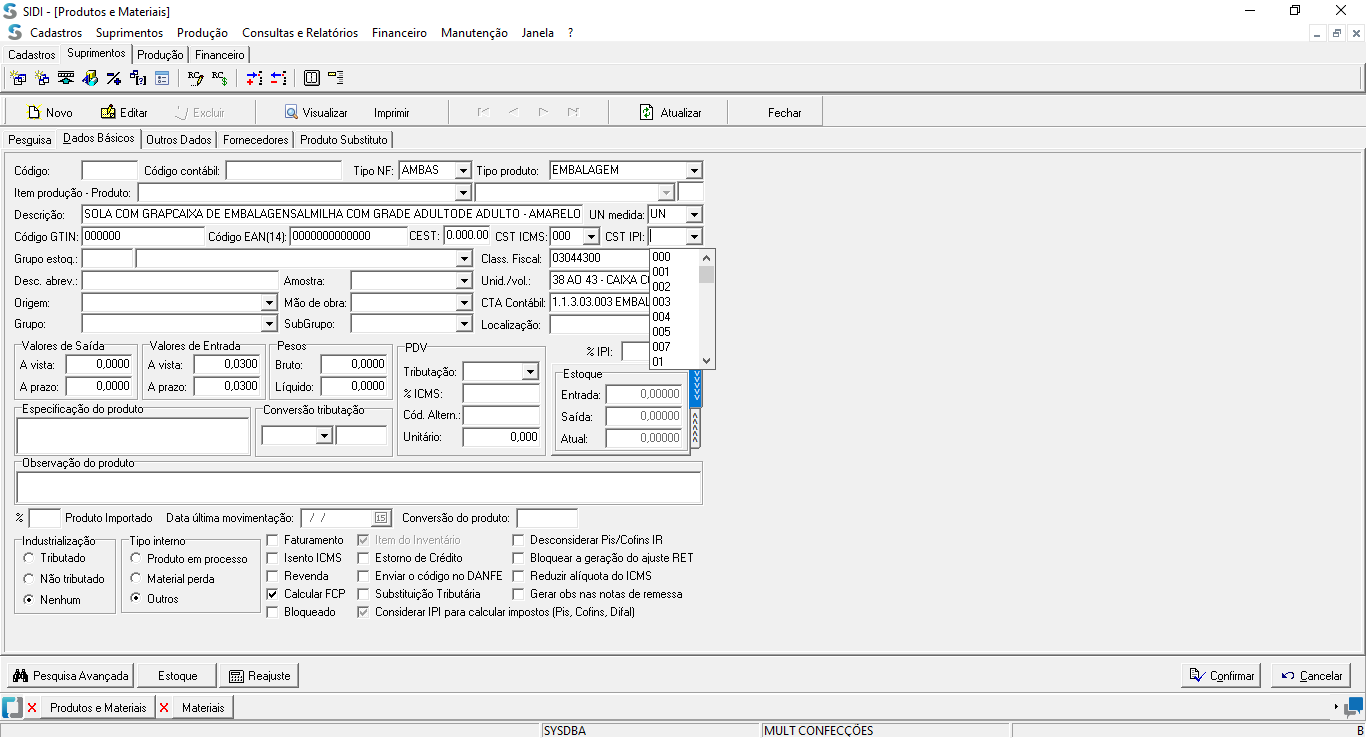 SIDI - [Produtos e Materiais]
Cadastros Suprimentos Produção Consultas e Relatórios Financeiro Manutenção Janela ?
Cadastros Suprimentos Produção Financeiro
Novo Editar Excluir Visualizar Imprimir Atualizar Fechar
Pesquisa Dados Básicos Outros Dados Fornecedores Produto Substituto
Código: Código contábil: Tipo NF: AMBAS Tipo produto: EMBALAGEM
Item produção - Produto:
Descrição: SOLA COM GRAPCAIXA DE EMBALAGENSALMILHA COM GRADE ADULTODE ADULTO - AMARELO UN medida: UN
Código GTIN: 000000 Código EAN(14): 0000000000000 CEST: 0.000.00 CST ICMS: 000 CST IPI:
Grupo estoq.: Class. Fiscal: 03044300 000
001
Desc. abrev.: Amostra: Unid./vol.: 38 AO 43 - CAIXA CO 002
Origem: Mão de obra: CTA Contábil: 1.1.3.03.003 EMBAL 003
004
Grupo: SubGrupo: Localização: 005
Valores de Saída Valores de Entrada Pesos PDV 007
% IPI: 01
A vista: 0,0000 A vista: 0,0300 Bruto: 0,0000 Tributação: Estoque
A prazo: 0,0000 A prazo: 0,0300 Líquido: 0,0000 % ICMS: Entrada: 0,00000
Especificação do produto Conversão tributação Cód. Altern.: Saída: 0,00000
Unitário: 0,000 Atual: 0,00000
Observação do produto
% Produto Importado Data última movimentação: / / 15 Conversão do produto:
Industrialização Tipo interno Faturamento Item do Inventário Desconsiderar Pis/Cofins IR
Tributado Produto em processo Isento ICMS Estorno de Crédito Bloquear a geração do ajuste RET
Não tributado Material perda Revenda Enviar o código no DANFE Reduzir alíquota do ICMS
Nenhum Outros Calcular FCP Substituição Tributária Gerar obs nas notas de remessa
Bloqueado Considerar IPI para calcular impostos (Pis, Cofins, Difal)
Pesquisa Avançada Estoque Reajuste Confirmar Cancelar
Produtos e Materiais Materiais
SYSDBA MULT CONFECÇÕES B